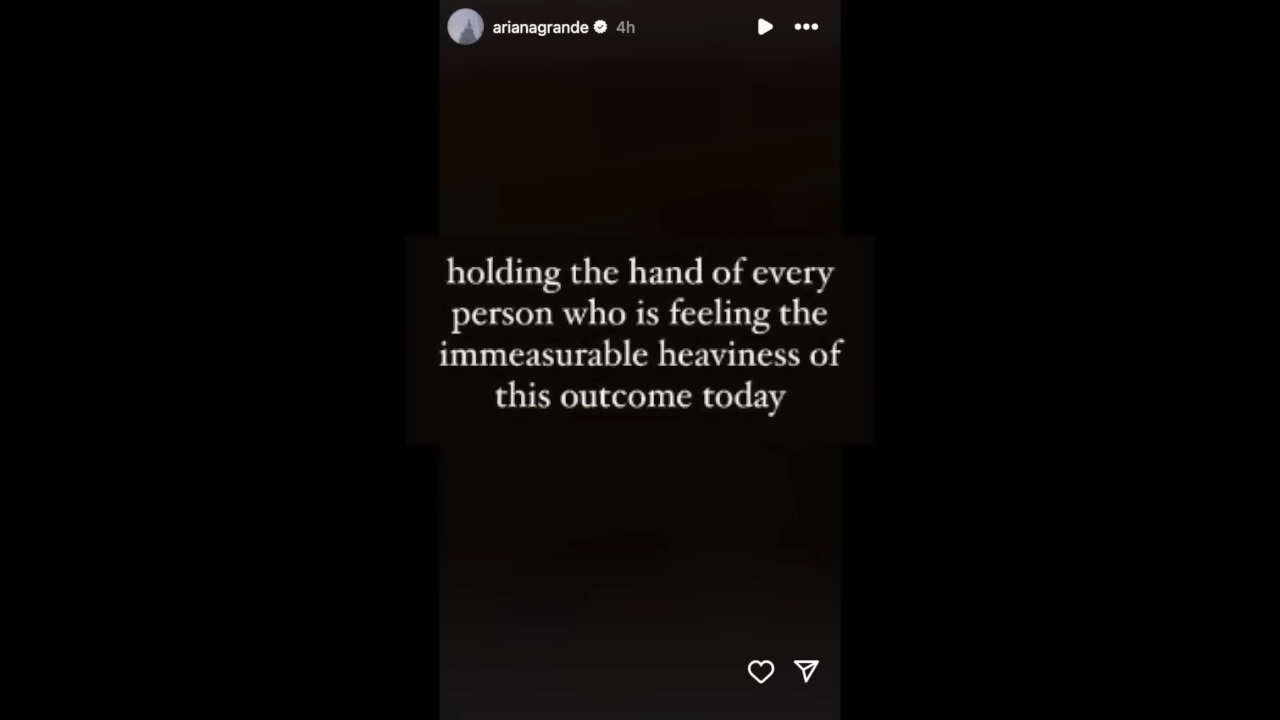 arianagrande 4h
holding the hand of every
person who is feeling the
immeasurable heaviness of
this outcome today